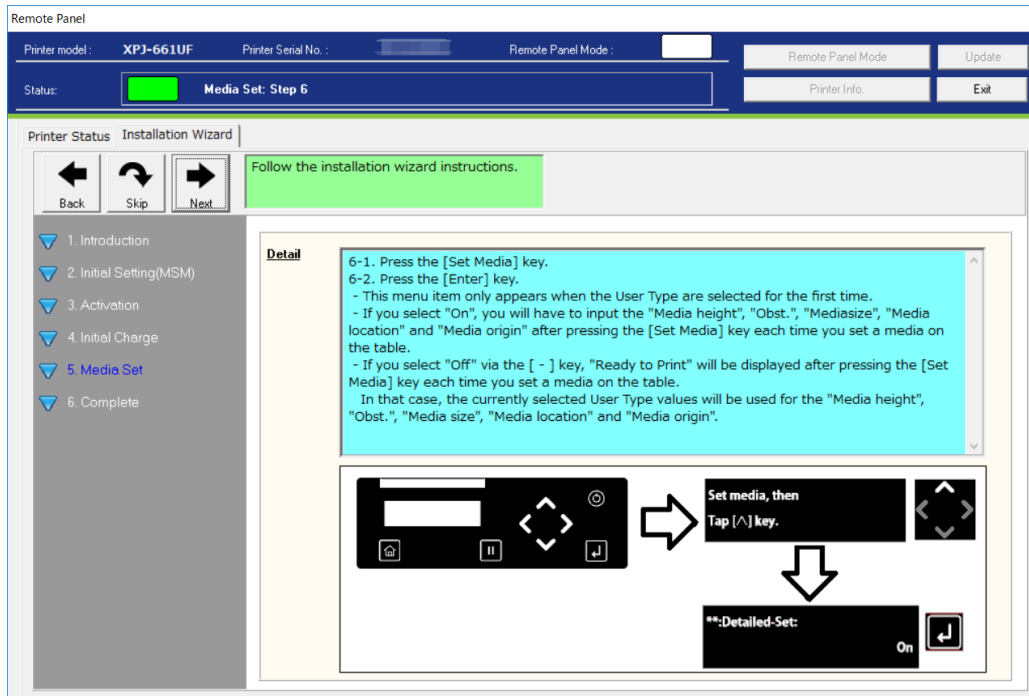 Remote Panel
Printer model : XPJ-661UF Printer Serial No. : Remote Panel Mode :
Remote Panel Mode Update
Status: Media Set: Step 6
Printer Info. Exit
Printer Status Installation Wizard
Back Skip Next
Follow the installation wizard instructions.
1. Introduction
2. Initial Setting(MSM)
3. Activation
4. Initial Charge
5. Media Set
6. Complete
Detail
6-1. Press the [Set Media] key.
6-2. Press the [Enter] key.
- This menu item only appears when the User Type are selected for the first time.
- If you select "On", you will have to input the "Media height", "Obst.", "Mediasize", "Media
location" and "Media origin" after pressing the [Set Media] key each time you set a media on
the table.
- If you select "Off" via the [ - ] key, "Ready to Print" will be displayed after pressing the [Set
Media] key each time you set a media on the table.
In that case, the currently selected User Type values will be used for the "Media height",
"Obst.", "Media size", "Media location" and "Media origin".
Set media, then
Tap [∧] key.
**:Detailed-Set:
On